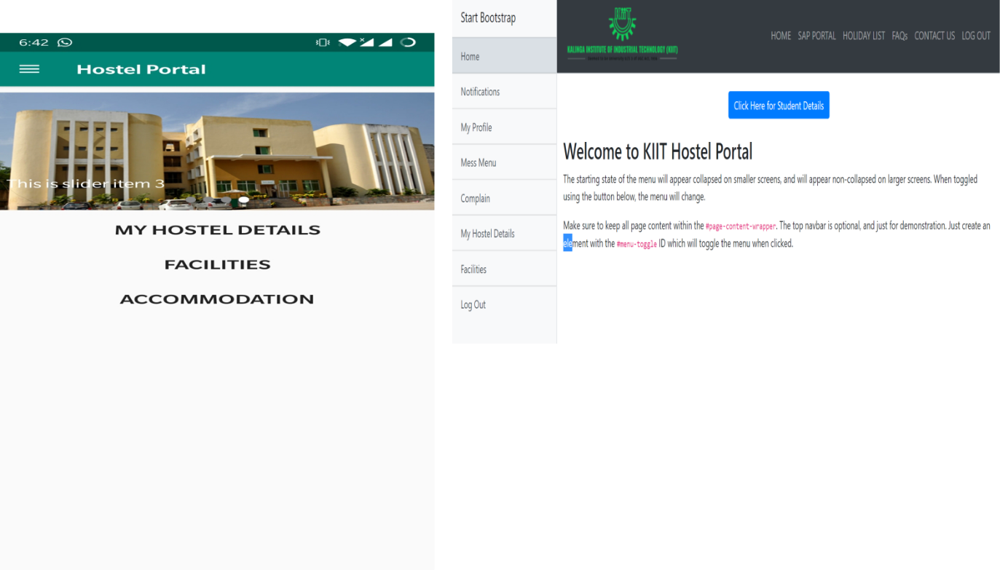 6:42
Hostel Portal
This is slider item 3
MY HOSTEL DETAILS
FACILITIES
ACCOMMODATION
Start Bootstrap
Home
Notifications
My Profile
Mess Menu
Complain
My Hostel Details
Facilities
Log Out
KIIT
KALINGA INSTITUTE OF INDUSTRIAL TECHNOLOGY (KIIT)
HOME SAP PORTAL HOLIDAY LIST FAQs CONTACT US LOG OUT
Click Here for Student Details
Welcome to KIIT Hostel Portal
The starting state of the menu will appear collapsed on smaller screens, and will appear non-collapsed on larger screens. When toggled
using the button below, the menu will change.
Make sure to keep all page content within the #page-content-wrapper. The top navbar is optional, and just for demonstration. Just create an
element with the #menu-toggle ID which will toggle the menu when clicked.